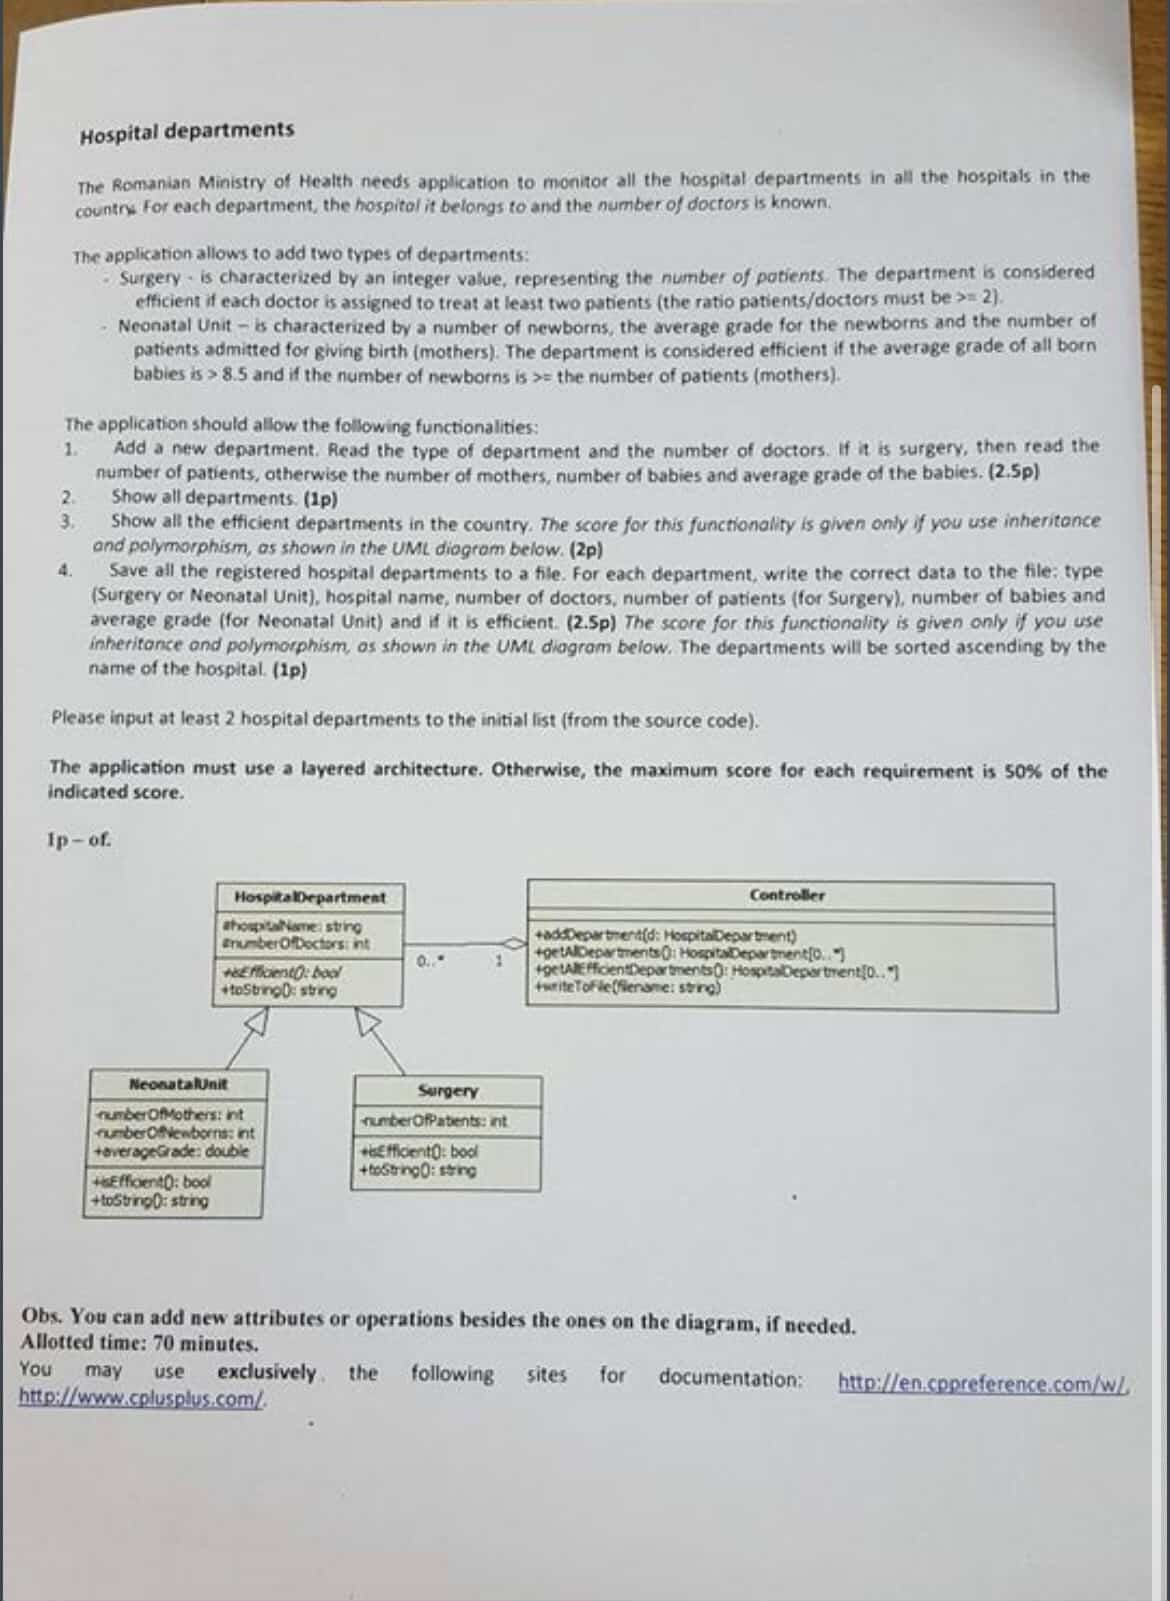 Hospital departments
The Romanian Ministry of Health needs application to monitor all the hospital departments in all the hospitals in the
country. For each department, the hospital it belongs to and the number of doctors is known.
The application allows to add two types of departments:
- Surgery - is characterized by an integer value, representing the number of patients. The department is considered
efficient if each doctor is assigned to treat at least two patients (the ratio patients/doctors must be >= 2).
- Neonatal Unit – is characterized by a number of newborns, the average grade for the newborns and the number of
patients admitted for giving birth (mothers). The department is considered efficient if the average grade of all born
babies is > 8.5 and if the number of newborns is >= the number of patients (mothers).
The application should allow the following functionalities:
1. Add a new department. Read the type of department and the number of doctors. If it is surgery, then read the
number of patients, otherwise the number of mothers, number of babies and average grade of the babies. (2.5p)
2. Show all departments. (1p)
3. Show all the efficient departments in the country. The score for this functionality is given only if you use inheritance
and polymorphism, as shown in the UML diagram below. (2p)
4. Save all the registered hospital departments to a file. For each department, write the correct data to the file: type
(Surgery or Neonatal Unit), hospital name, number of doctors, number of patients (for Surgery), number of babies and
average grade (for Neonatal Unit) and if it is efficient. (2.5p) The score for this functionality is given only if you use
inheritance and polymorphism, as shown in the UML diagram below. The departments will be sorted ascending by the
name of the hospital. (1p)
Please input at least 2 hospital departments to the initial list (from the source code).
The application must use a layered architecture. Otherwise, the maximum score for each requirement is 50% of the
indicated score.
1p – of.
HospitalDepartment
#hospitalName: string
#numberOfDoctors: int
+isEfficient(): bool
+toString(): string
0..*
1
Controller
+addDepartment(d: HospitalDepartment)
+getAllDepartments(): HospitalDepartment[0..*]
+getAllEfficientDepartments(): HospitalDepartment[0..*]
+writeToFile(filename: string)
NeonatalUnit
-numberOfMothers: int
-numberOfNewborns: int
+averageGrade: double
+isEfficient(): bool
+toString(): string
Surgery
-numberOfPatients: int
+isEfficient(): bool
+toString(): string
Obs. You can add new attributes or operations besides the ones on the diagram, if needed.
Allotted time: 70 minutes.
You may use exclusively the following sites for documentation: http://en.cppreference.com/w/,
http://www.cplusplus.com/.